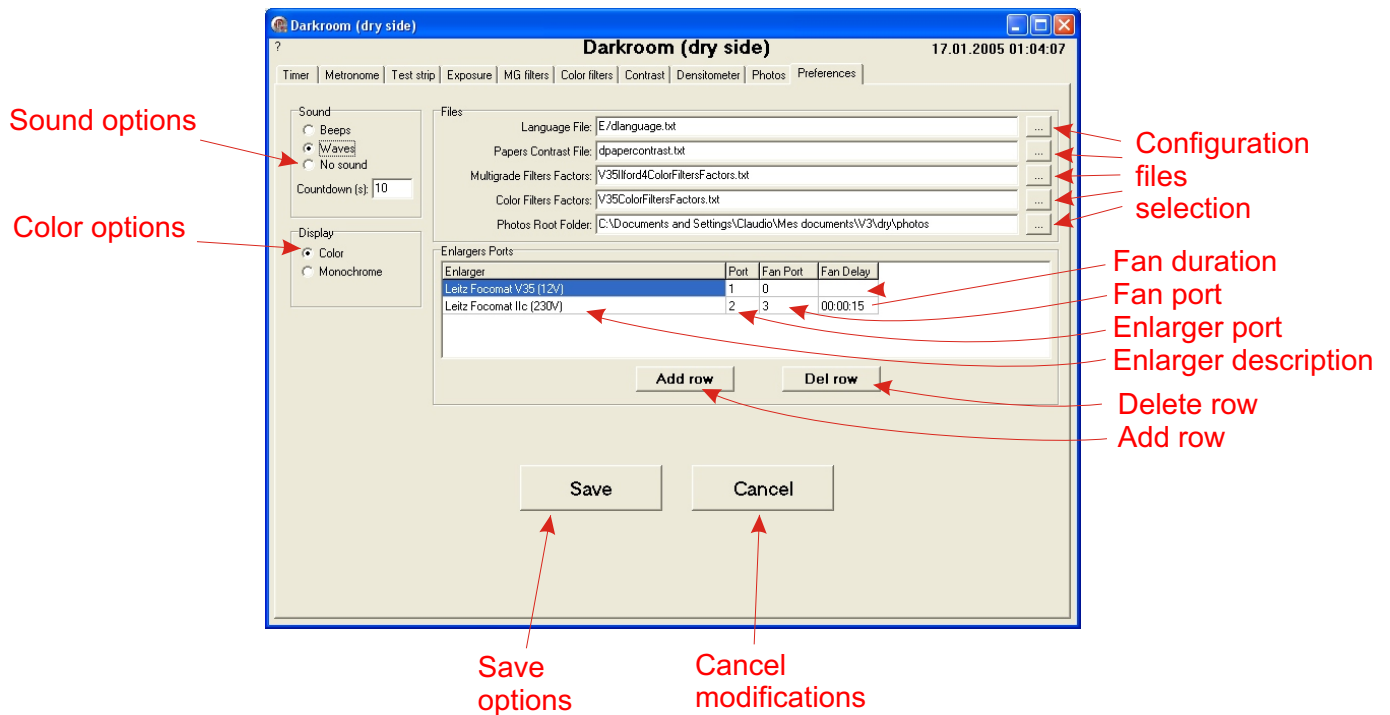 Darkroom (dry side)
?
Darkroom (dry side)
17.01.2005 01:04:07
Timer
Metronome
Test strip
Exposure
MG filters
Color filters
Contrast
Densitometer
Photos
Preferences
Sound options
Sound
Beeps
Waves
No sound
Countdown (s): 10
Color options
Display
Color
Monochrome
Files
Language File: E/dlanguage.txt ...
Papers Contrast File: dpapercontrast.txt ...
Multigrade Filters Factors: V35Ilford4ColorFiltersFactors.txt ...
Color Filters Factors: V35ColorFiltersFactors.txt ...
Photos Root Folder: C:\Documents and Settings\Claudio\Mes documents\V3\dry\photos ...
Configuration
files
selection
Enlargers Ports
Enlarger Port Fan Port Fan Delay
Leitz Focomat V35 (12V) 1 0
Leitz Focomat IIc (230V) 2 3 00:00:15
Fan duration
Fan port
Enlarger port
Enlarger description
Add row
Del row
Delete row
Add row
Save
Cancel
Save
options
Cancel
modifications